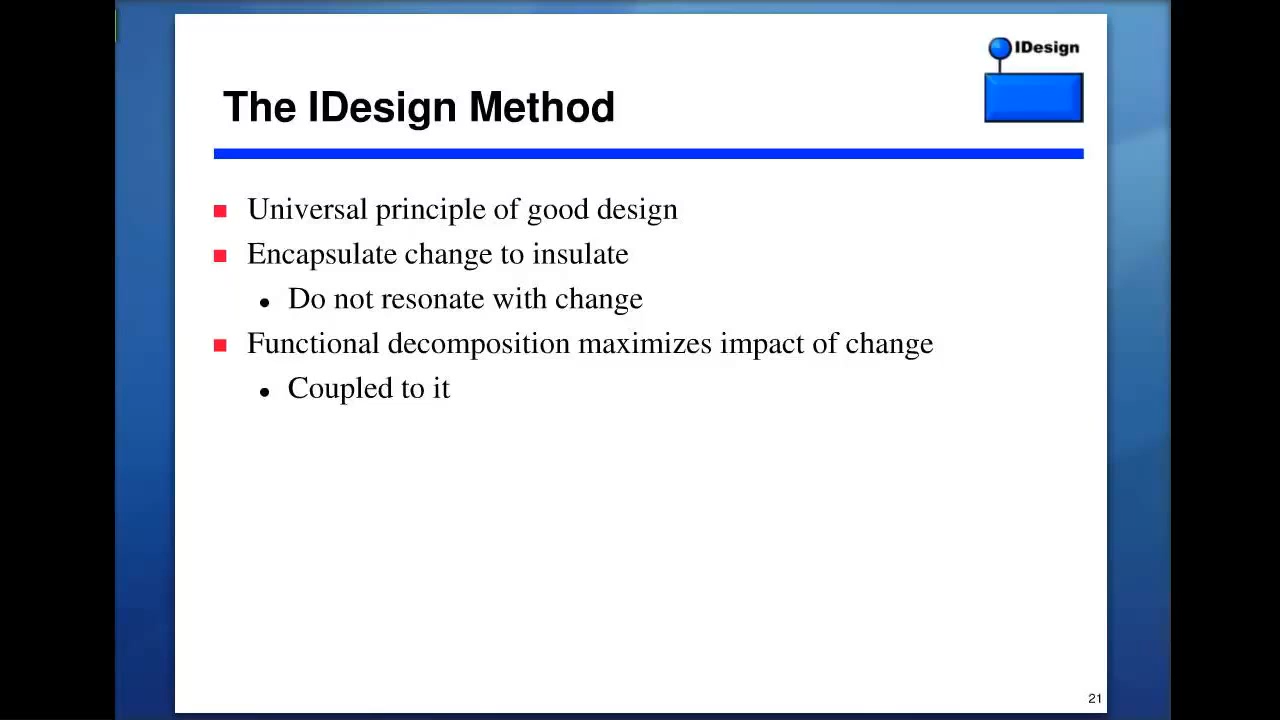 IDesign
The IDesign Method
Universal principle of good design
Encapsulate change to insulate
Do not resonate with change
Functional decomposition maximizes impact of change
Coupled to it
21